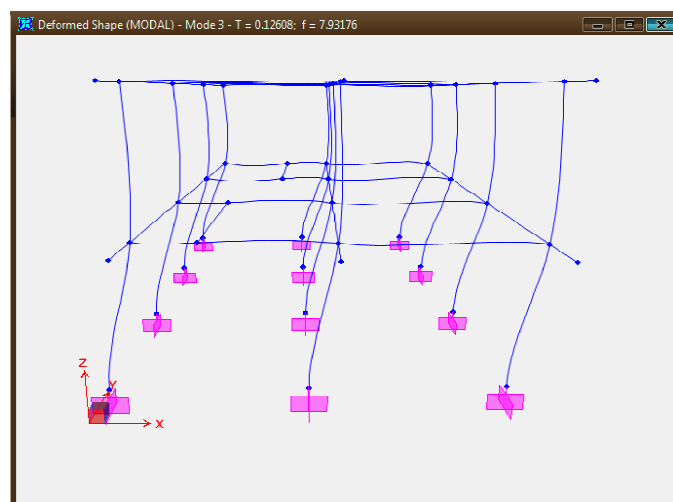 Deformed Shape (MODAL) - Mode 3 - T = 0.12608; f = 7.93176
Z
Y
X